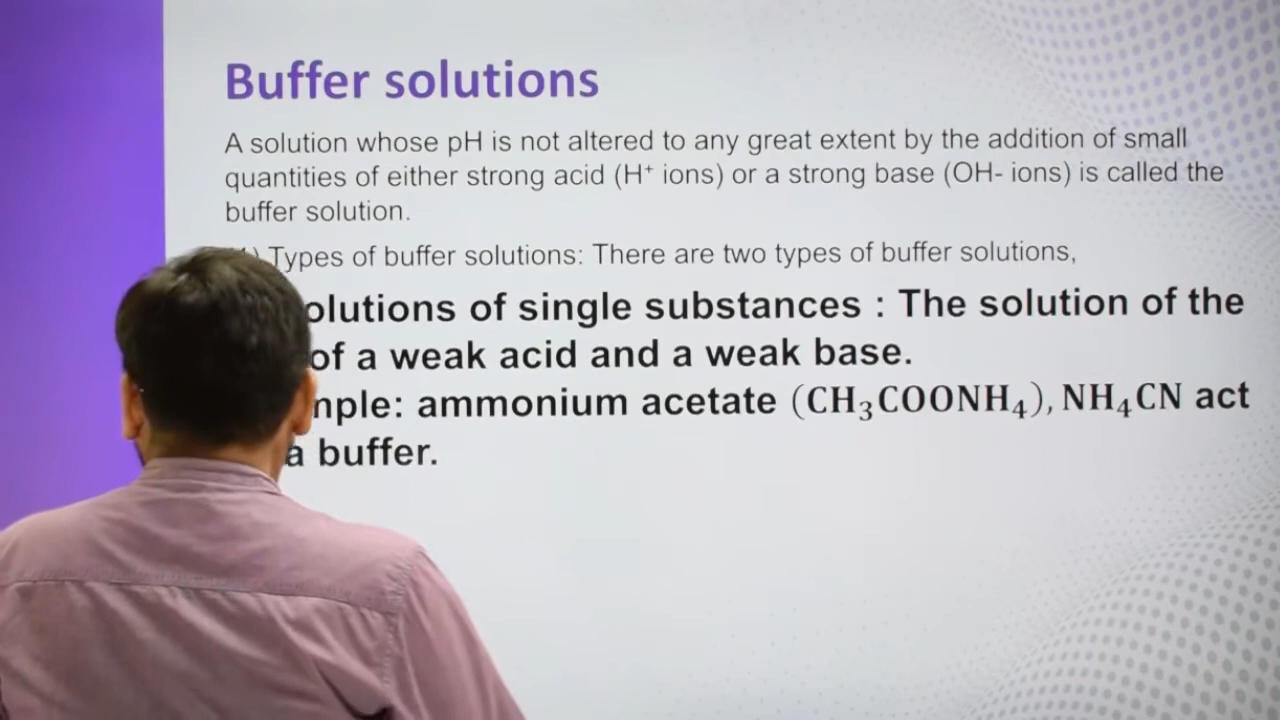 Buffer solutions
A solution whose pH is not altered to any great extent by the addition of small
quantities of either strong acid (H⁺ ions) or a strong base (OH- ions) is called the
buffer solution.
) Types of buffer solutions: There are two types of buffer solutions,
olutions of single substances : The solution of the
of a weak acid and a weak base.
mple: ammonium acetate (CH₃COONH₄), NH₄CN act
a buffer.